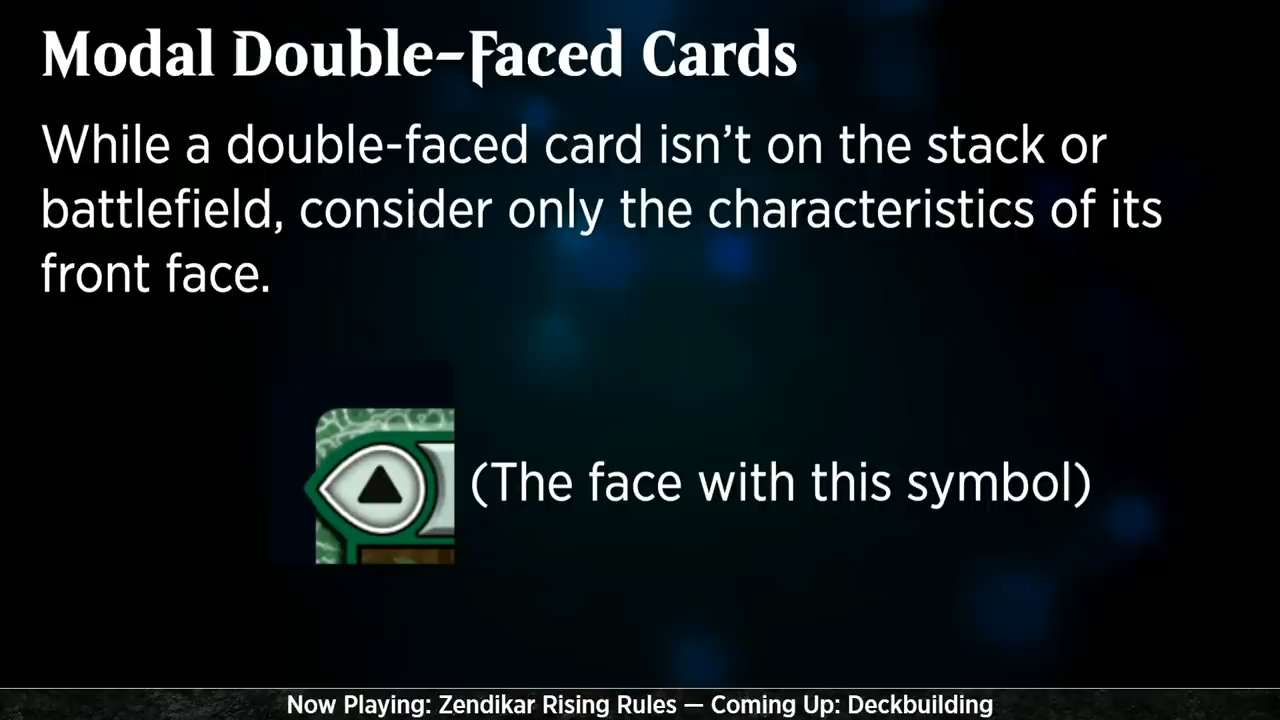 Modal Double-Faced Cards
While a double-faced card isn’t on the stack or
battlefield, consider only the characteristics of its
front face.
(The face with this symbol)
Now Playing: Zendikar Rising Rules — Coming Up: Deckbuilding